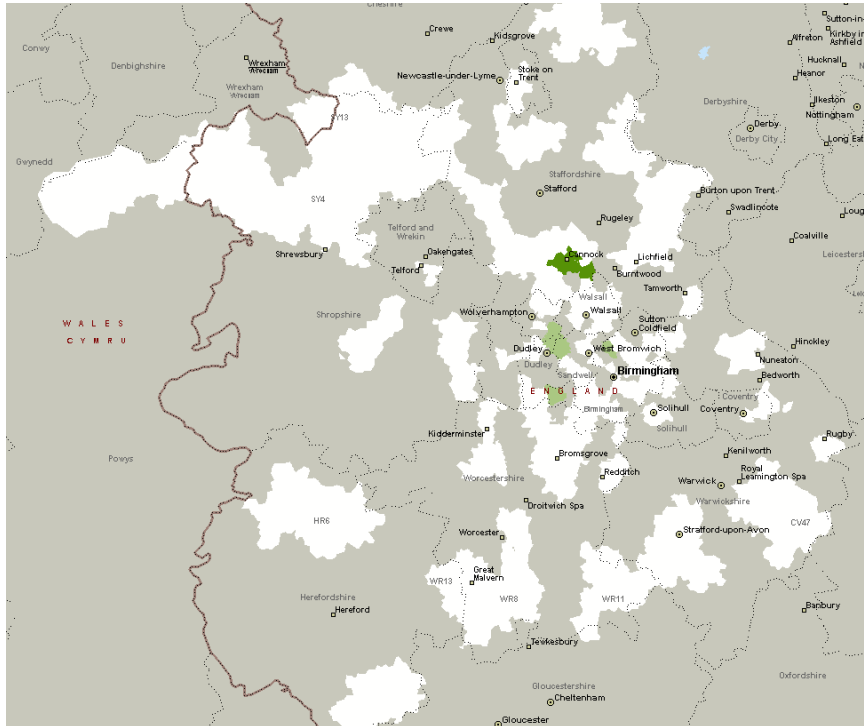 Cheshire
Sutton-in-
Crewe
Kidsgrove
Alfreton
Kirkby in
Ashfield
Conwy
Denbighshire
Wrexham
Wrecsam
Wrexham
Wrecsam
Newcastle-under-Lyme
Stoke on
Trent
Hucknall
Heanor
Derbyshire
Ilkeston
Nottingham
SY13
Derby
Derby City
Long Eat
Gwynedd
Staffordshire
Stafford
SY4
Burton upon Trent
Swadlincote
Loug
Rugeley
Telford and
Wrekin
Shrewsbury
Oakengates
Telford
Cannock
Lichfield
Burntwood
Coalville
Leicestersh
Tamworth
Walsall
WALES
CYMRU
Shropshire
Wolverhampton
Walsall
Sutton
Coldfield
Hinckley
Dudley
West Bromwich
Dudley
Sandwell
Birmingham
Nuneaton
Bedworth
ENGLAND
Birmingham
Coventry
Solihull
Coventry
Solihull
Kidderminster
Rugby
Powys
Bromsgrove
Kenilworth
Worcestershire
Redditch
Royal
Leamington Spa
Warwick
Warwickshire
Droitwich Spa
HR6
CV47
Worcester
Stratford-upon-Avon
Great
Malvern
WR13
WR8
WR11
Herefordshire
Hereford
Banbury
Tewkesbury
Oxfordshire
Gloucestershire
Cheltenham
Gloucester